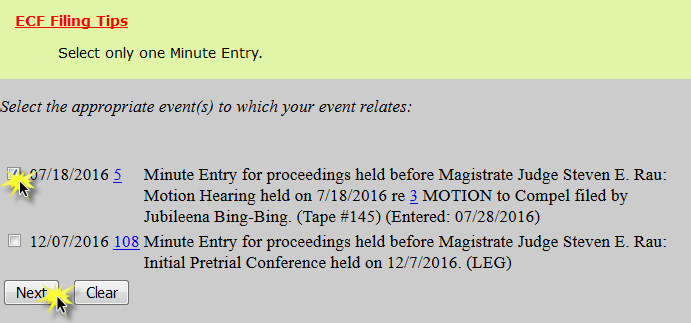 ECF Filing Tips
Select only one Minute Entry.
Select the appropriate event(s) to which your event relates:
07/18/2016 5 Minute Entry for proceedings held before Magistrate Judge Steven E. Rau:
Motion Hearing held on 7/18/2016 re 3 MOTION to Compel filed by
Jubileena Bing-Bing. (Tape #145) (Entered: 07/28/2016)
12/07/2016 108 Minute Entry for proceedings held before Magistrate Judge Steven E. Rau:
Initial Pretrial Conference held on 12/7/2016. (LEG)
Next Clear